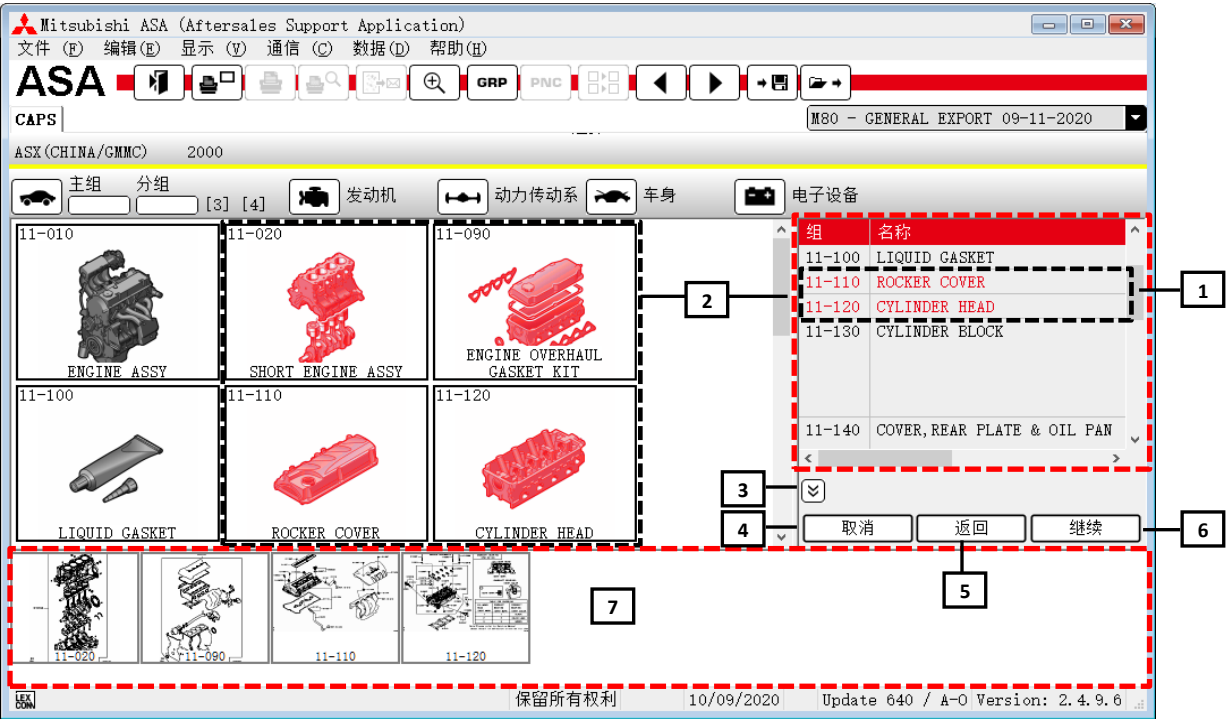 Mitsubishi ASA (Aftersales Support Application)
文件 (F) 编辑(E) 显示 (V) 通信 (C) 数据(D) 帮助(H)
ASA GRP PNC
CAPS M80 - GENERAL EXPORT 09-11-2020
ASX(CHINA/GMMC) 2000
主组 分组 [3] [4] 发动机 动力传动系 车身 电子设备
11-010 11-020 11-090
ENGINE ASSY SHORT ENGINE ASSY ENGINE OVERHAUL
GASKET KIT
11-100 11-110 11-120
LIQUID GASKET ROCKER COVER CYLINDER HEAD
组 名称
11-100 LIQUID GASKET
11-110 ROCKER COVER
11-120 CYLINDER HEAD
11-130 CYLINDER BLOCK
11-140 COVER,REAR PLATE & OIL PAN
1
2
3
4
取消 返回 继续
6
5
7
11-020 11-090 11-110 11-120
LEX
COM
保留所有权利 10/09/2020 Update 640 / A-O Version: 2.4.9.6